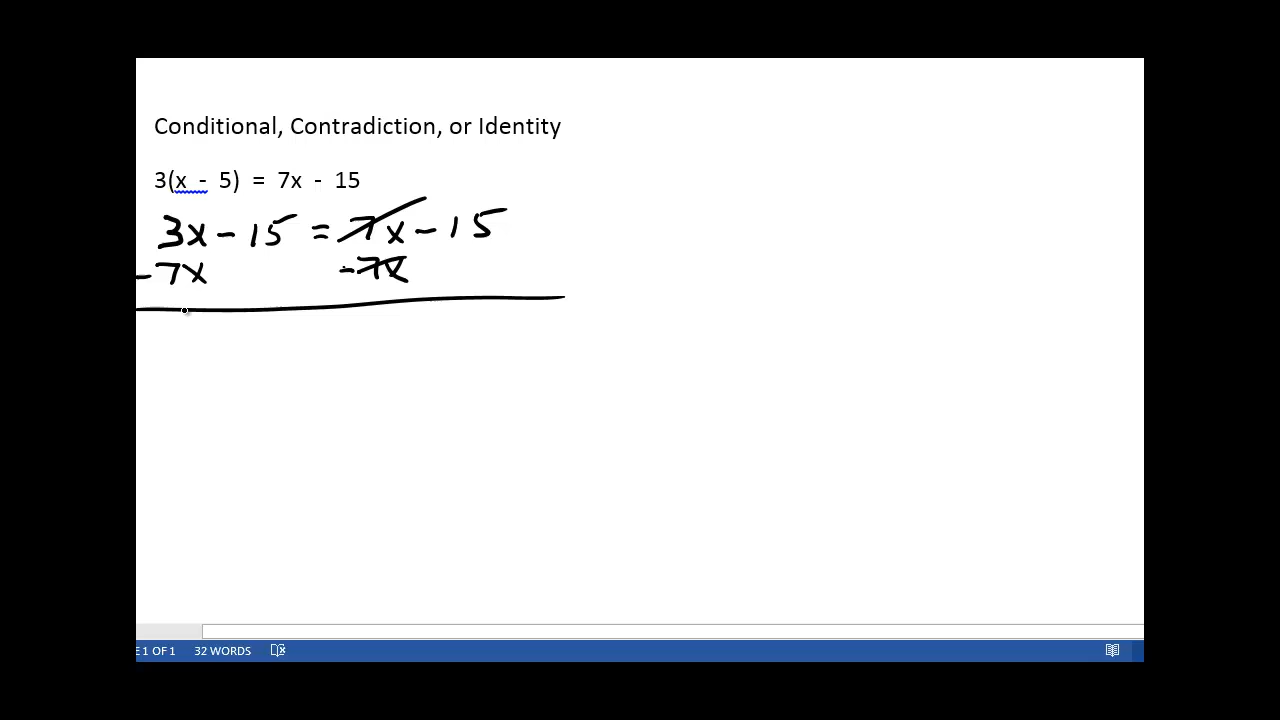 Conditional, Contradiction, or Identity
3(x - 5) = 7x - 15
3x - 15 = 7x - 15
-7x -7x
E 1 OF 1 32 WORDS